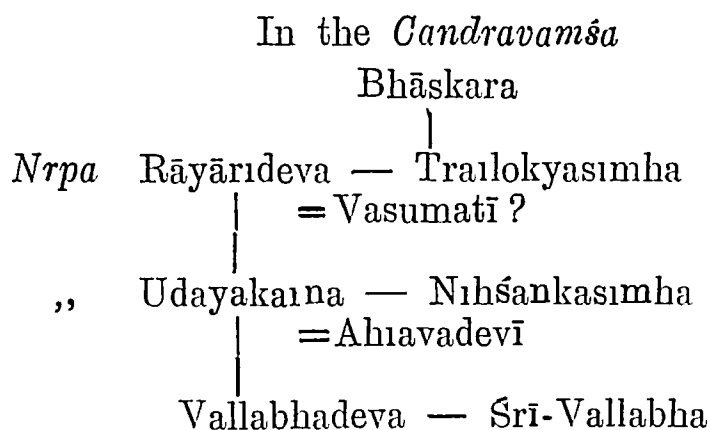 In the Candravamśa
Bhāskara
Nrpa Rāyārıdeva — Traılokyasımha
= Vasumatī ?
,, Udayakaına — Nıhśankasımha
=Ahıavadevī
Vallabhadeva — Śrī-Vallabha